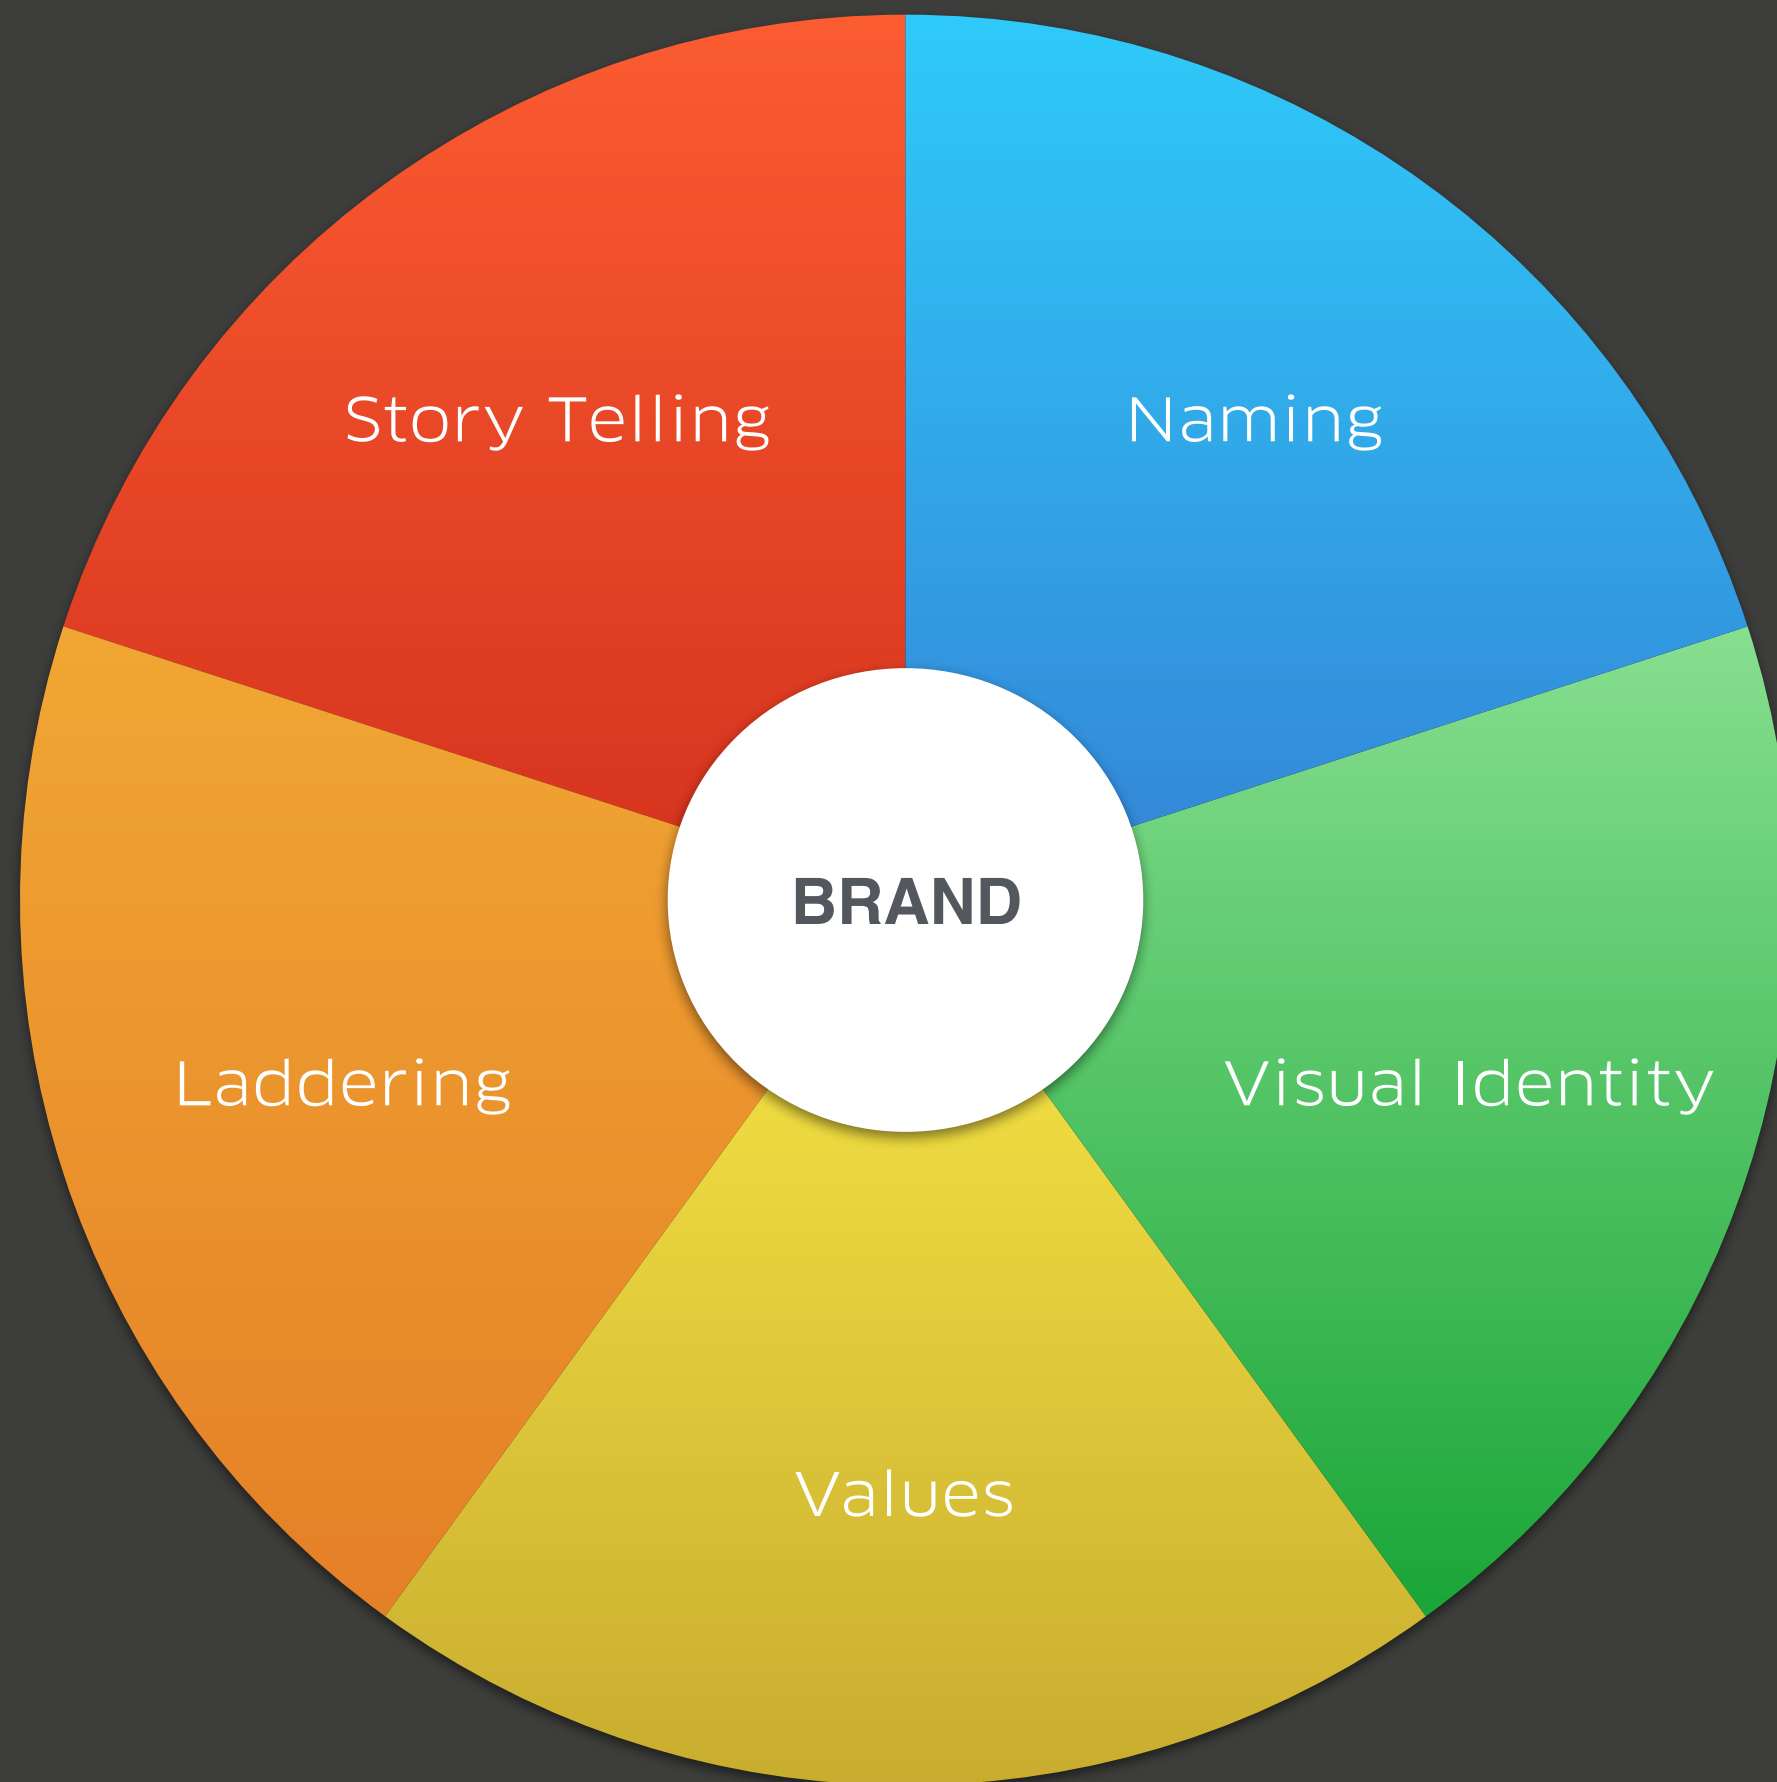 Story Telling
Naming
BRAND
Laddering
Visual Identity
Values